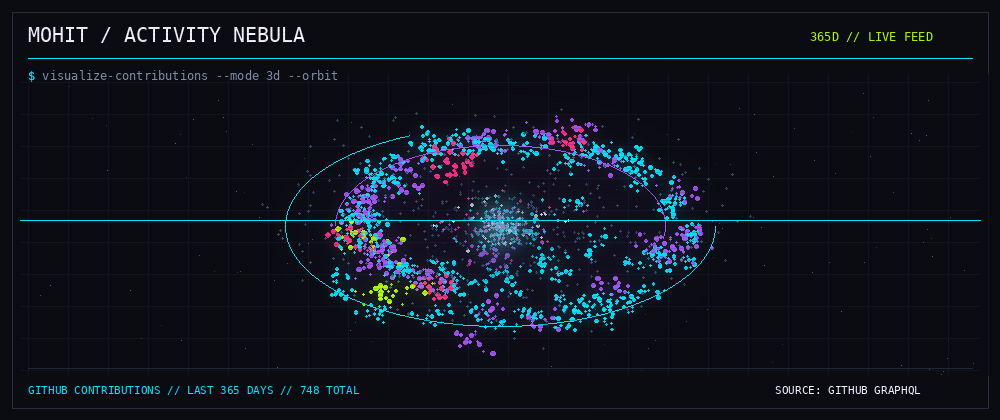 MOHIT / ACTIVITY NEBULA
365D // LIVE FEED
$ visualize-contributions --mode 3d --orbit
GITHUB CONTRIBUTIONS // LAST 365 DAYS // 748 TOTAL
SOURCE: GITHUB GRAPHQL